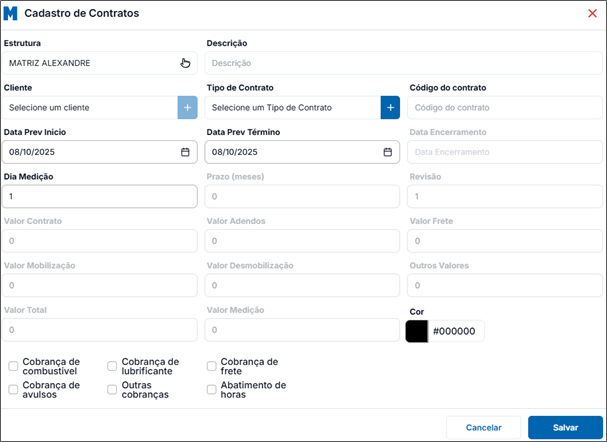 M Cadastro de Contratos
Estrutura
Descrição
MATRIZ ALEXANDRE
Descrição
Cliente
Tipo de Contrato
Código do contrato
Selecione um cliente
+
Selecione um Tipo de Contrato
+
Código do contrato
Data Prev Inicio
Data Prev Término
Data Encerramento
08/10/2025
08/10/2025
Data Encerramento
Dia Medição
Prazo (meses)
Revisão
1
0
1
Valor Contrato
Valor Adendos
Valor Frete
0
0
0
Valor Mobilização
Valor Desmobilização
Outros Valores
0
0
0
Valor Total
Valor Medição
Cor
0
0
#000000
Cobrança de
combustivel
Cobrança de
lubrificante
Cobrança de
frete
Cobrança de
avulsos
Outras
cobranças
Abatimento de
horas
Cancelar
Salvar